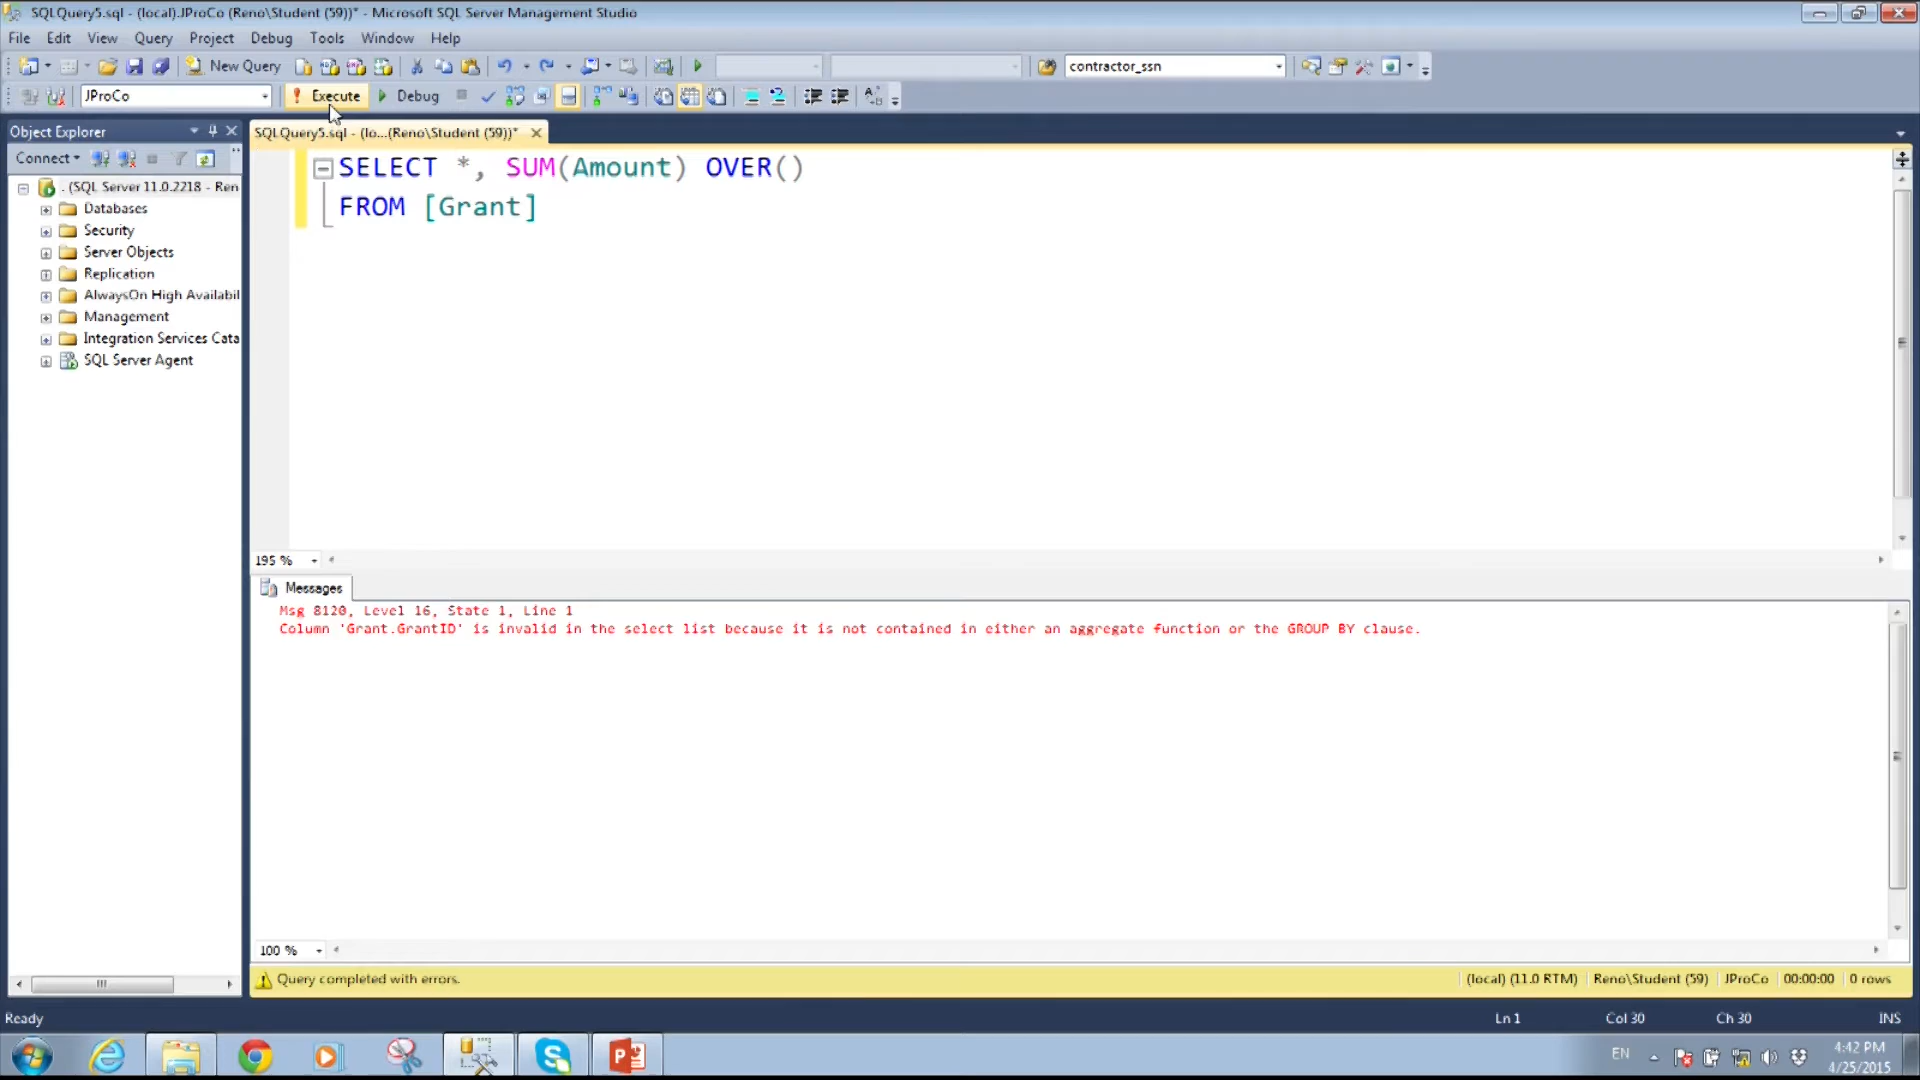 SQLQuery5.sql - (local).JProCo (Reno\Student (59))* - Microsoft SQL Server Management Studio
File Edit View Query Project Debug Tools Window Help
New Query contractor_ssn
JProCo Execute Debug
Object Explorer
SQLQuery5.sql - (lo...(Reno\Student (59))*
Connect
. (SQL Server 11.0.2218 - Ren
Databases
Security
Server Objects
Replication
AlwaysOn High Availabil
Management
Integration Services Cata
SQL Server Agent
SELECT *, SUM(Amount) OVER()
FROM [Grant]
195 %
Messages
Msg 8120, Level 16, State 1, Line 1
Column 'Grant.GrantID' is invalid in the select list because it is not contained in either an aggregate function or the GROUP BY clause.
100 %
Query completed with errors. (local) (11.0 RTM) Reno\Student (59) JProCo 00:00:00 0 rows
Ready Ln 1 Col 30 Ch 30 INS
EN 4:42 PM
4/25/2015